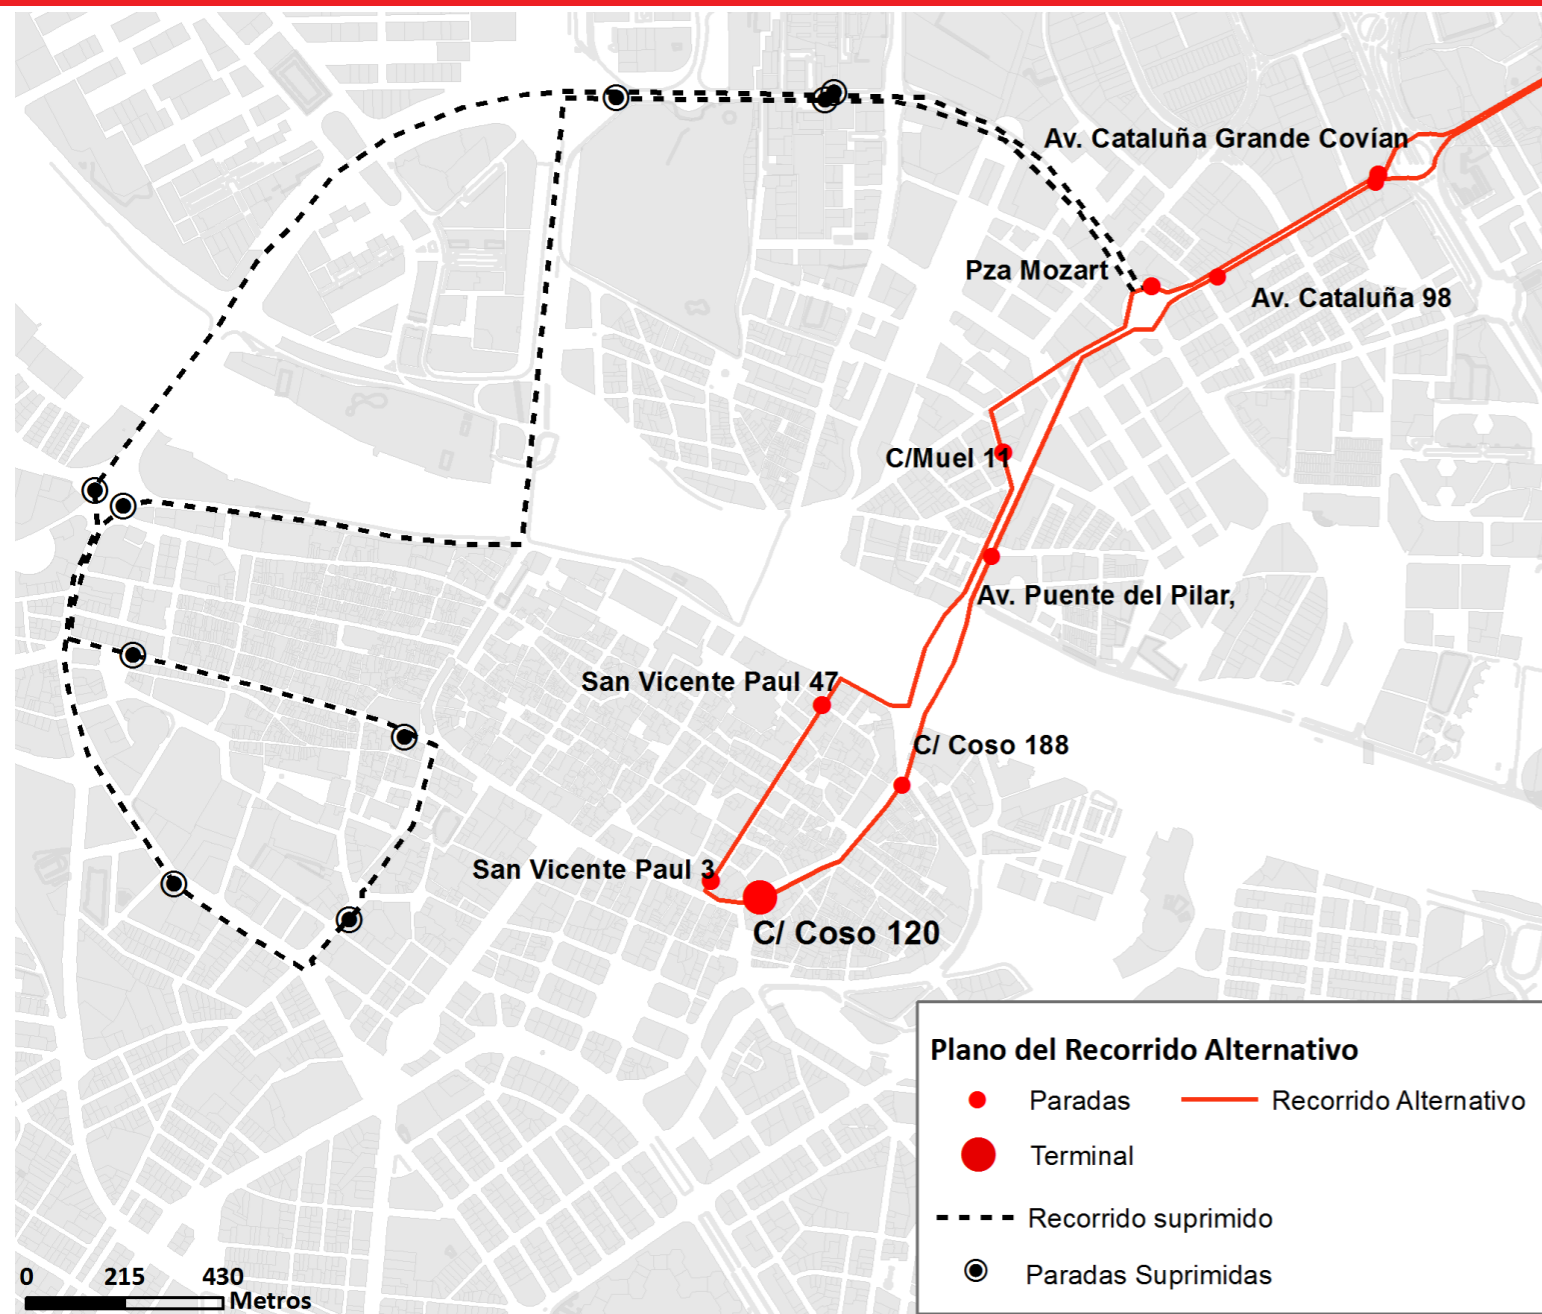 Av. Cataluña Grande Covían
Pza Mozart
Av. Cataluña 98
C/Muel 11
Av. Puente del Pilar,
San Vicente Paul 47
C/ Coso 188
San Vicente Paul 3
C/ Coso 120
Plano del Recorrido Alternativo
Paradas
Recorrido Alternativo
Terminal
Recorrido suprimido
Paradas Suprimidas
0 215 430
Metros